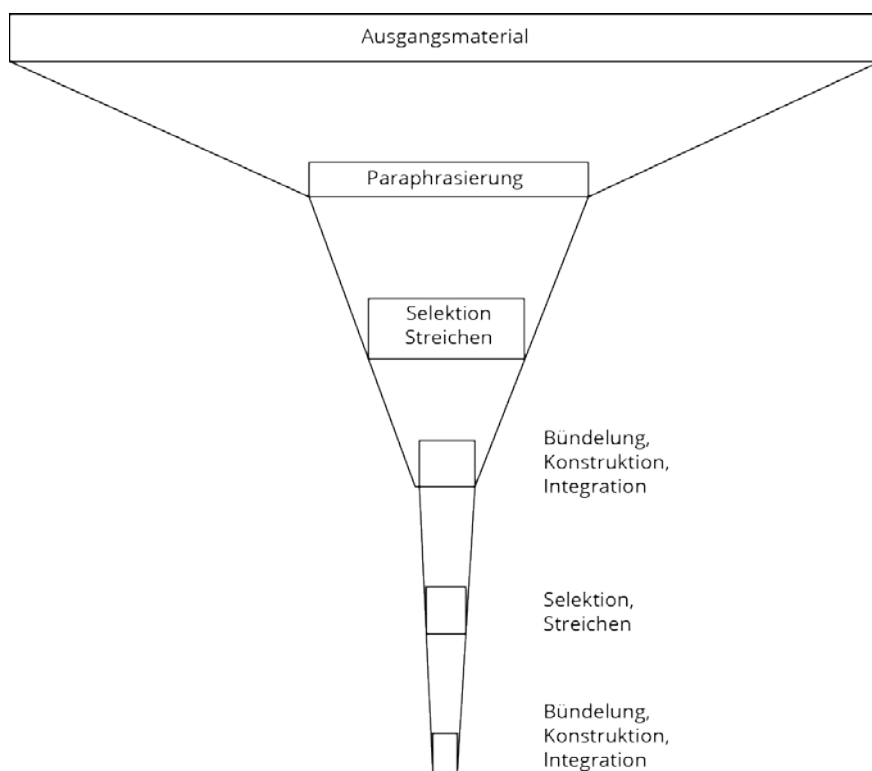 Ausgangsmaterial
Paraphrasierung
Selektion
Streichen
Bündelung,
Konstruktion,
Integration
Selektion,
Streichen
Bündelung,
Konstruktion,
Integration